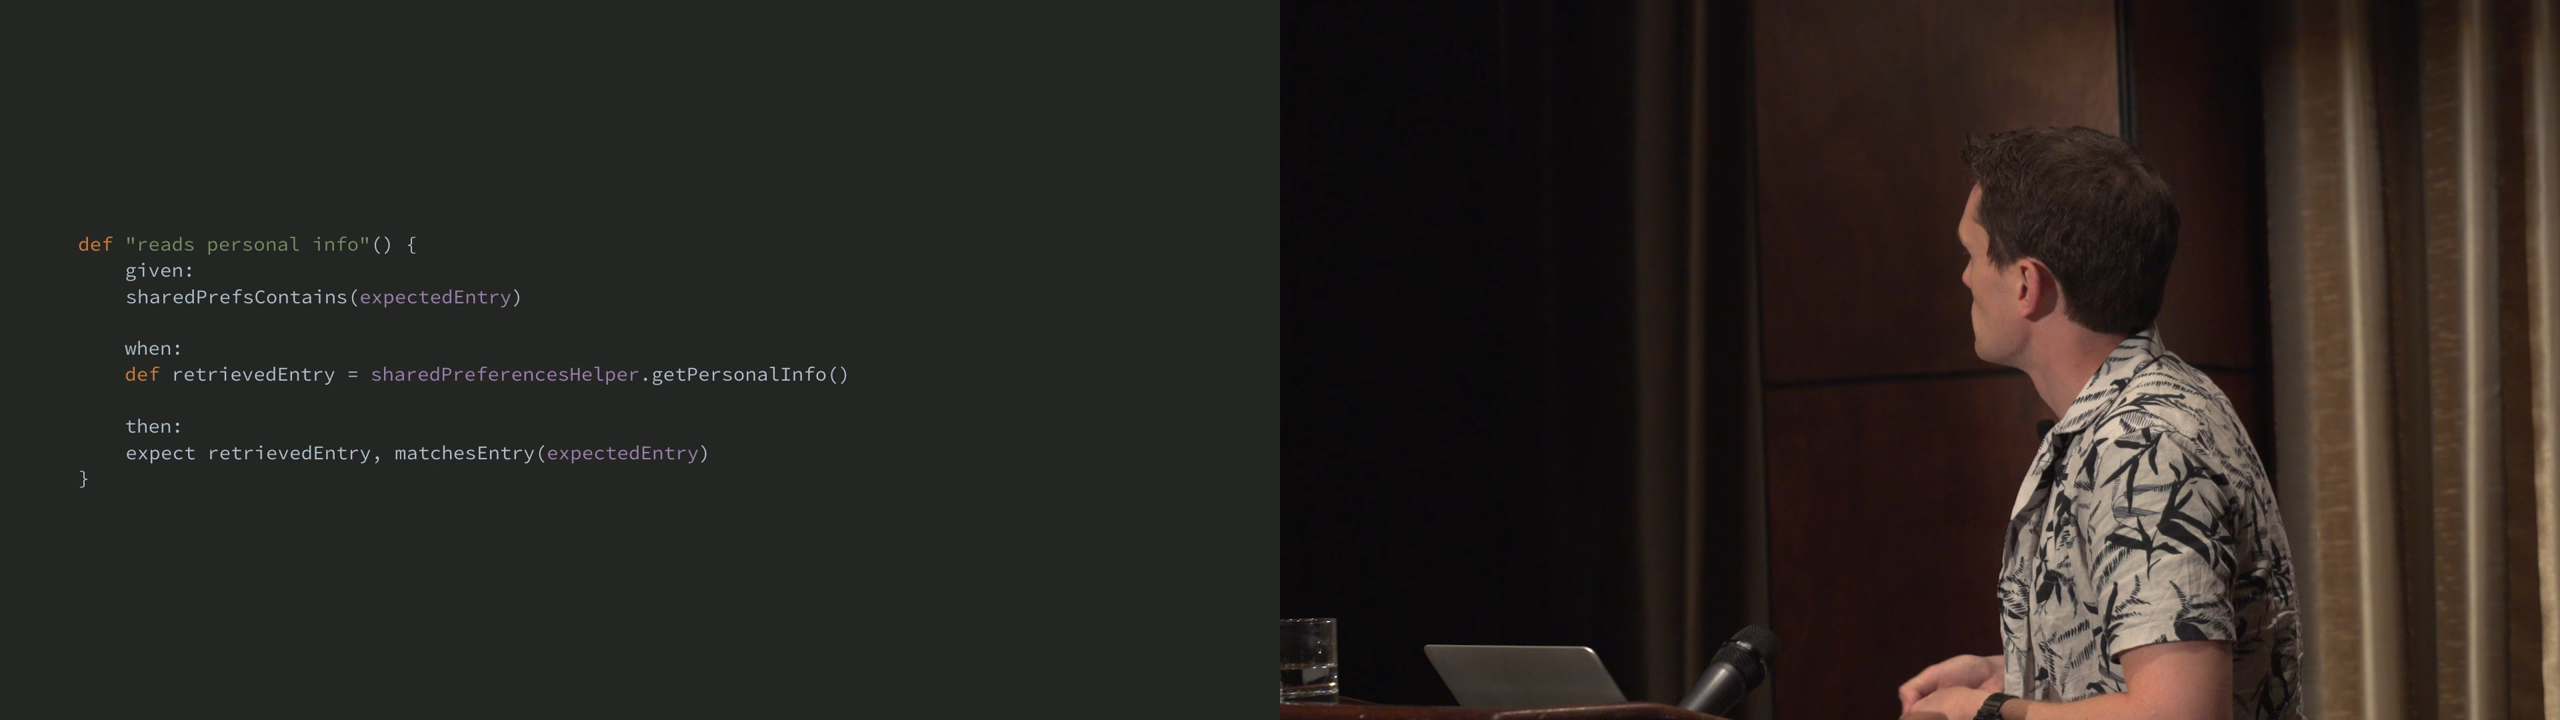 def "reads personal info"() {
given:
sharedPrefsContains(expectedEntry)
when:
def retrievedEntry = sharedPreferencesHelper.getPersonalInfo()
then:
expect retrievedEntry, matchesEntry(expectedEntry)
}